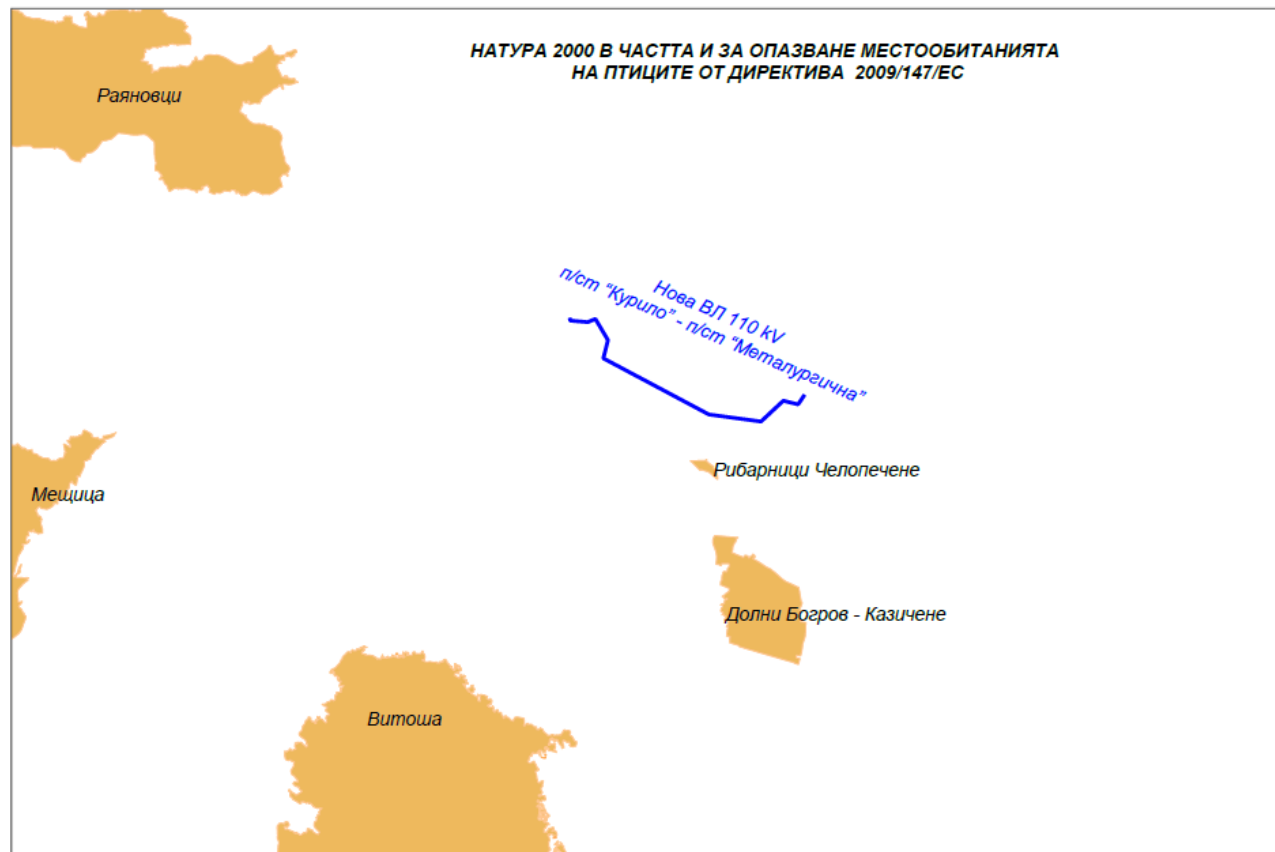 НАТУРА 2000 В ЧАСТТА И ЗА ОПАЗВАНЕ МЕСТООБИТАНИЯТА
НА ПТИЦИТЕ ОТ ДИРЕКТИВА 2009/147/ЕС
Раяновци
Нова ВЛ 110 kV
п/ст "Курило" - п/ст "Металургична"
Рибарници Челопечене
Мещица
Долни Богров - Казичене
Витоша